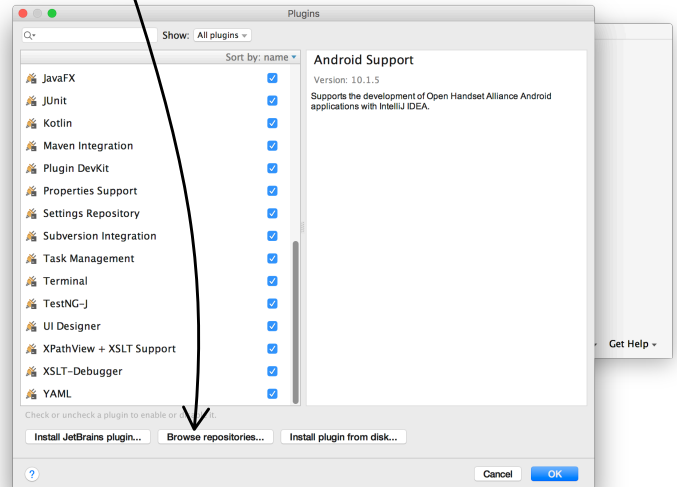 Plugins
Show: All plugins
Sort by: name
JavaFX
JUnit
Kotlin
Maven Integration
Plugin DevKit
Properties Support
Settings Repository
Subversion Integration
Task Management
Terminal
TestNG-J
UI Designer
XPathView + XSLT Support
XSLT-Debugger
YAML
Android Support
Version: 10.1.5
Supports the development of Open Handset Alliance Android
applications with IntelliJ IDEA.
Get Help
Check or uncheck a plugin to enable or disable it.
Install JetBrains plugin...
Browse repositories...
Install plugin from disk...
?
Cancel
OK